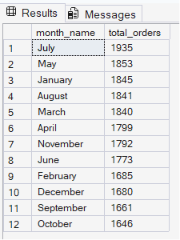 Results Messages
month_name total_orders
1 July 1935
2 May 1853
3 January 1845
4 August 1841
5 March 1840
6 April 1799
7 November 1792
8 June 1773
9 February 1685
10 December 1680
11 September 1661
12 October 1646